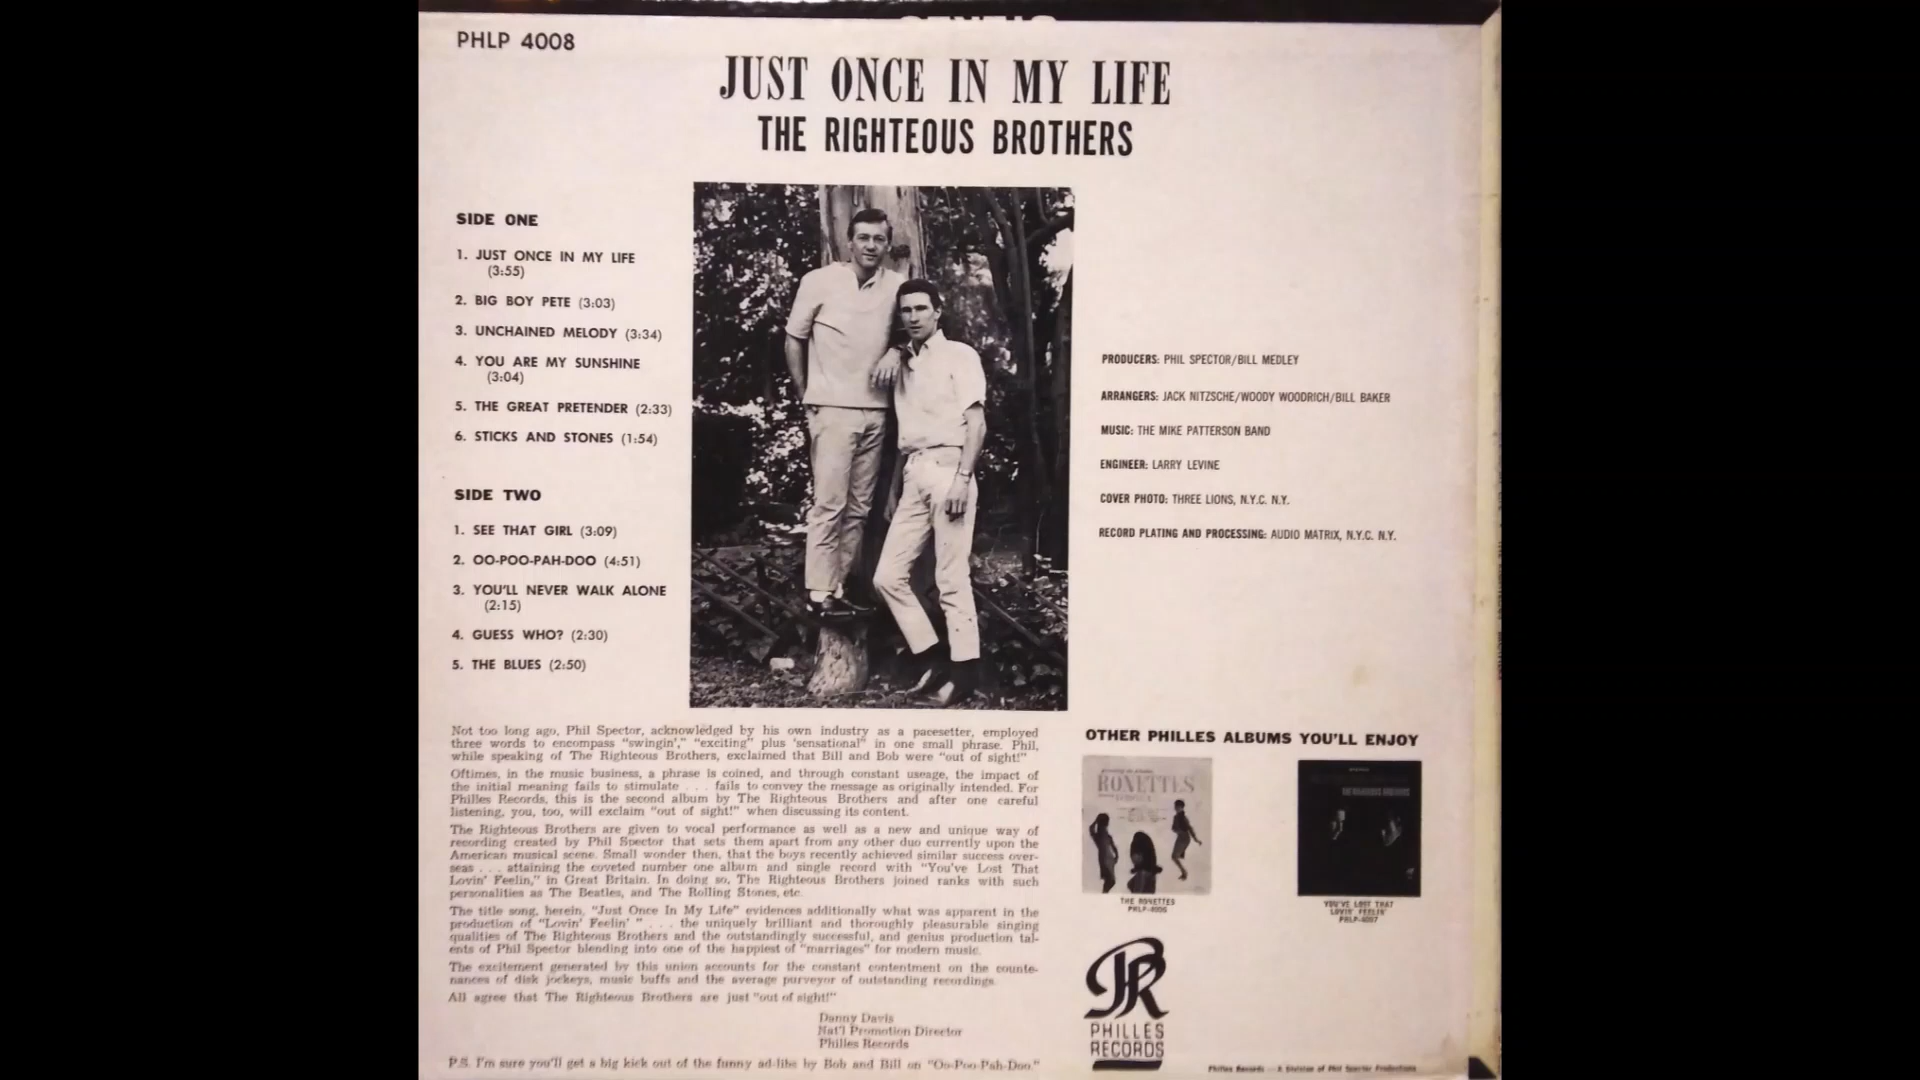 PHLP 4008
JUST ONCE IN MY LIFE
THE RIGHTEOUS BROTHERS
SIDE ONE
1. JUST ONCE IN MY LIFE
(3:55)
2. BIG BOY PETE (3:03)
3. UNCHAINED MELODY (3:34)
4. YOU ARE MY SUNSHINE
(3:04)
5. THE GREAT PRETENDER (2:33)
6. STICKS AND STONES (1:54)
SIDE TWO
1. SEE THAT GIRL (3:09)
2. OO-POO-PAH-DOO (4:51)
3. YOU'LL NEVER WALK ALONE
(2:15)
4. GUESS WHO? (2:30)
5. THE BLUES (2:50)
PRODUCERS: PHIL SPECTOR/BILL MEDLEY
ARRANGERS: JACK NITZSCHE/WOODY WOODRICH/BILL BAKER
MUSIC: THE MIKE PATTERSON BAND
ENGINEER: LARRY LEVINE
COVER PHOTO: THREE LIONS, N.Y.C. N.Y.
RECORD PLATING AND PROCESSING: AUDIO MATRIX, N.Y.C. N.Y.
Not too long ago, Phil Spector, acknowledged by his own industry as a pacesetter, employed
three words to encompass "swingin'," "exciting" plus 'sensational" in one small phrase. Phil,
while speaking of The Righteous Brothers, exclaimed that Bill and Bob were "out of sight!"
Oftimes, in the music business, a phrase is coined, and through constant useage, the impact of
the initial meaning fails to stimulate . . . fails to convey the message as originally intended. For
Philles Records, this is the second album by The Righteous Brothers and after one careful
listening, you, too, will exclaim "out of sight!" when discussing its content.
The Righteous Brothers are given to vocal performance as well as a new and unique way of
recording created by Phil Spector that sets them apart from any other duo currently upon the
American musical scene. Small wonder then, that the boys recently achieved similar success over-
seas . . . attaining the coveted number one album and single record with "You've Lost That
Lovin' Feelin," in Great Britain. In doing so, The Righteous Brothers joined ranks with such
personalities as The Beatles, and The Rolling Stones, etc.
The title song, herein, "Just Once In My Life" evidences additionally what was apparent in the
production of "Lovin' Feelin' " . . . the uniquely brilliant and thoroughly pleasurable singing
qualities of The Righteous Brothers and the outstandingly successful, and genius production tal-
ents of Phil Spector blending into one of the happiest of "marriages" for modern music.
The excitement generated by this union accounts for the constant contentment on the counte-
nances of disk jockeys, music buffs and the average purveyor of outstanding recordings.
All agree that The Righteous Brothers are just "out of sight!"
Danny Davis
Nat'l Promotion Director
Philles Records
P.S. I'm sure you'll get a big kick out of the funny ad-libs by Bob and Bill on "Oo-Poo-Pah-Doo."
OTHER PHILLES ALBUMS YOU'LL ENJOY
RONETTES
THE RIGHTEOUS BROTHERS
THE RONETTES
PHLP-4006
YOU'VE LOST THAT
LOVIN' FEELIN'
PHLP-4007
PR
PHILLES
RECORDS
Philles Records — A Division of Phil Spector Productions